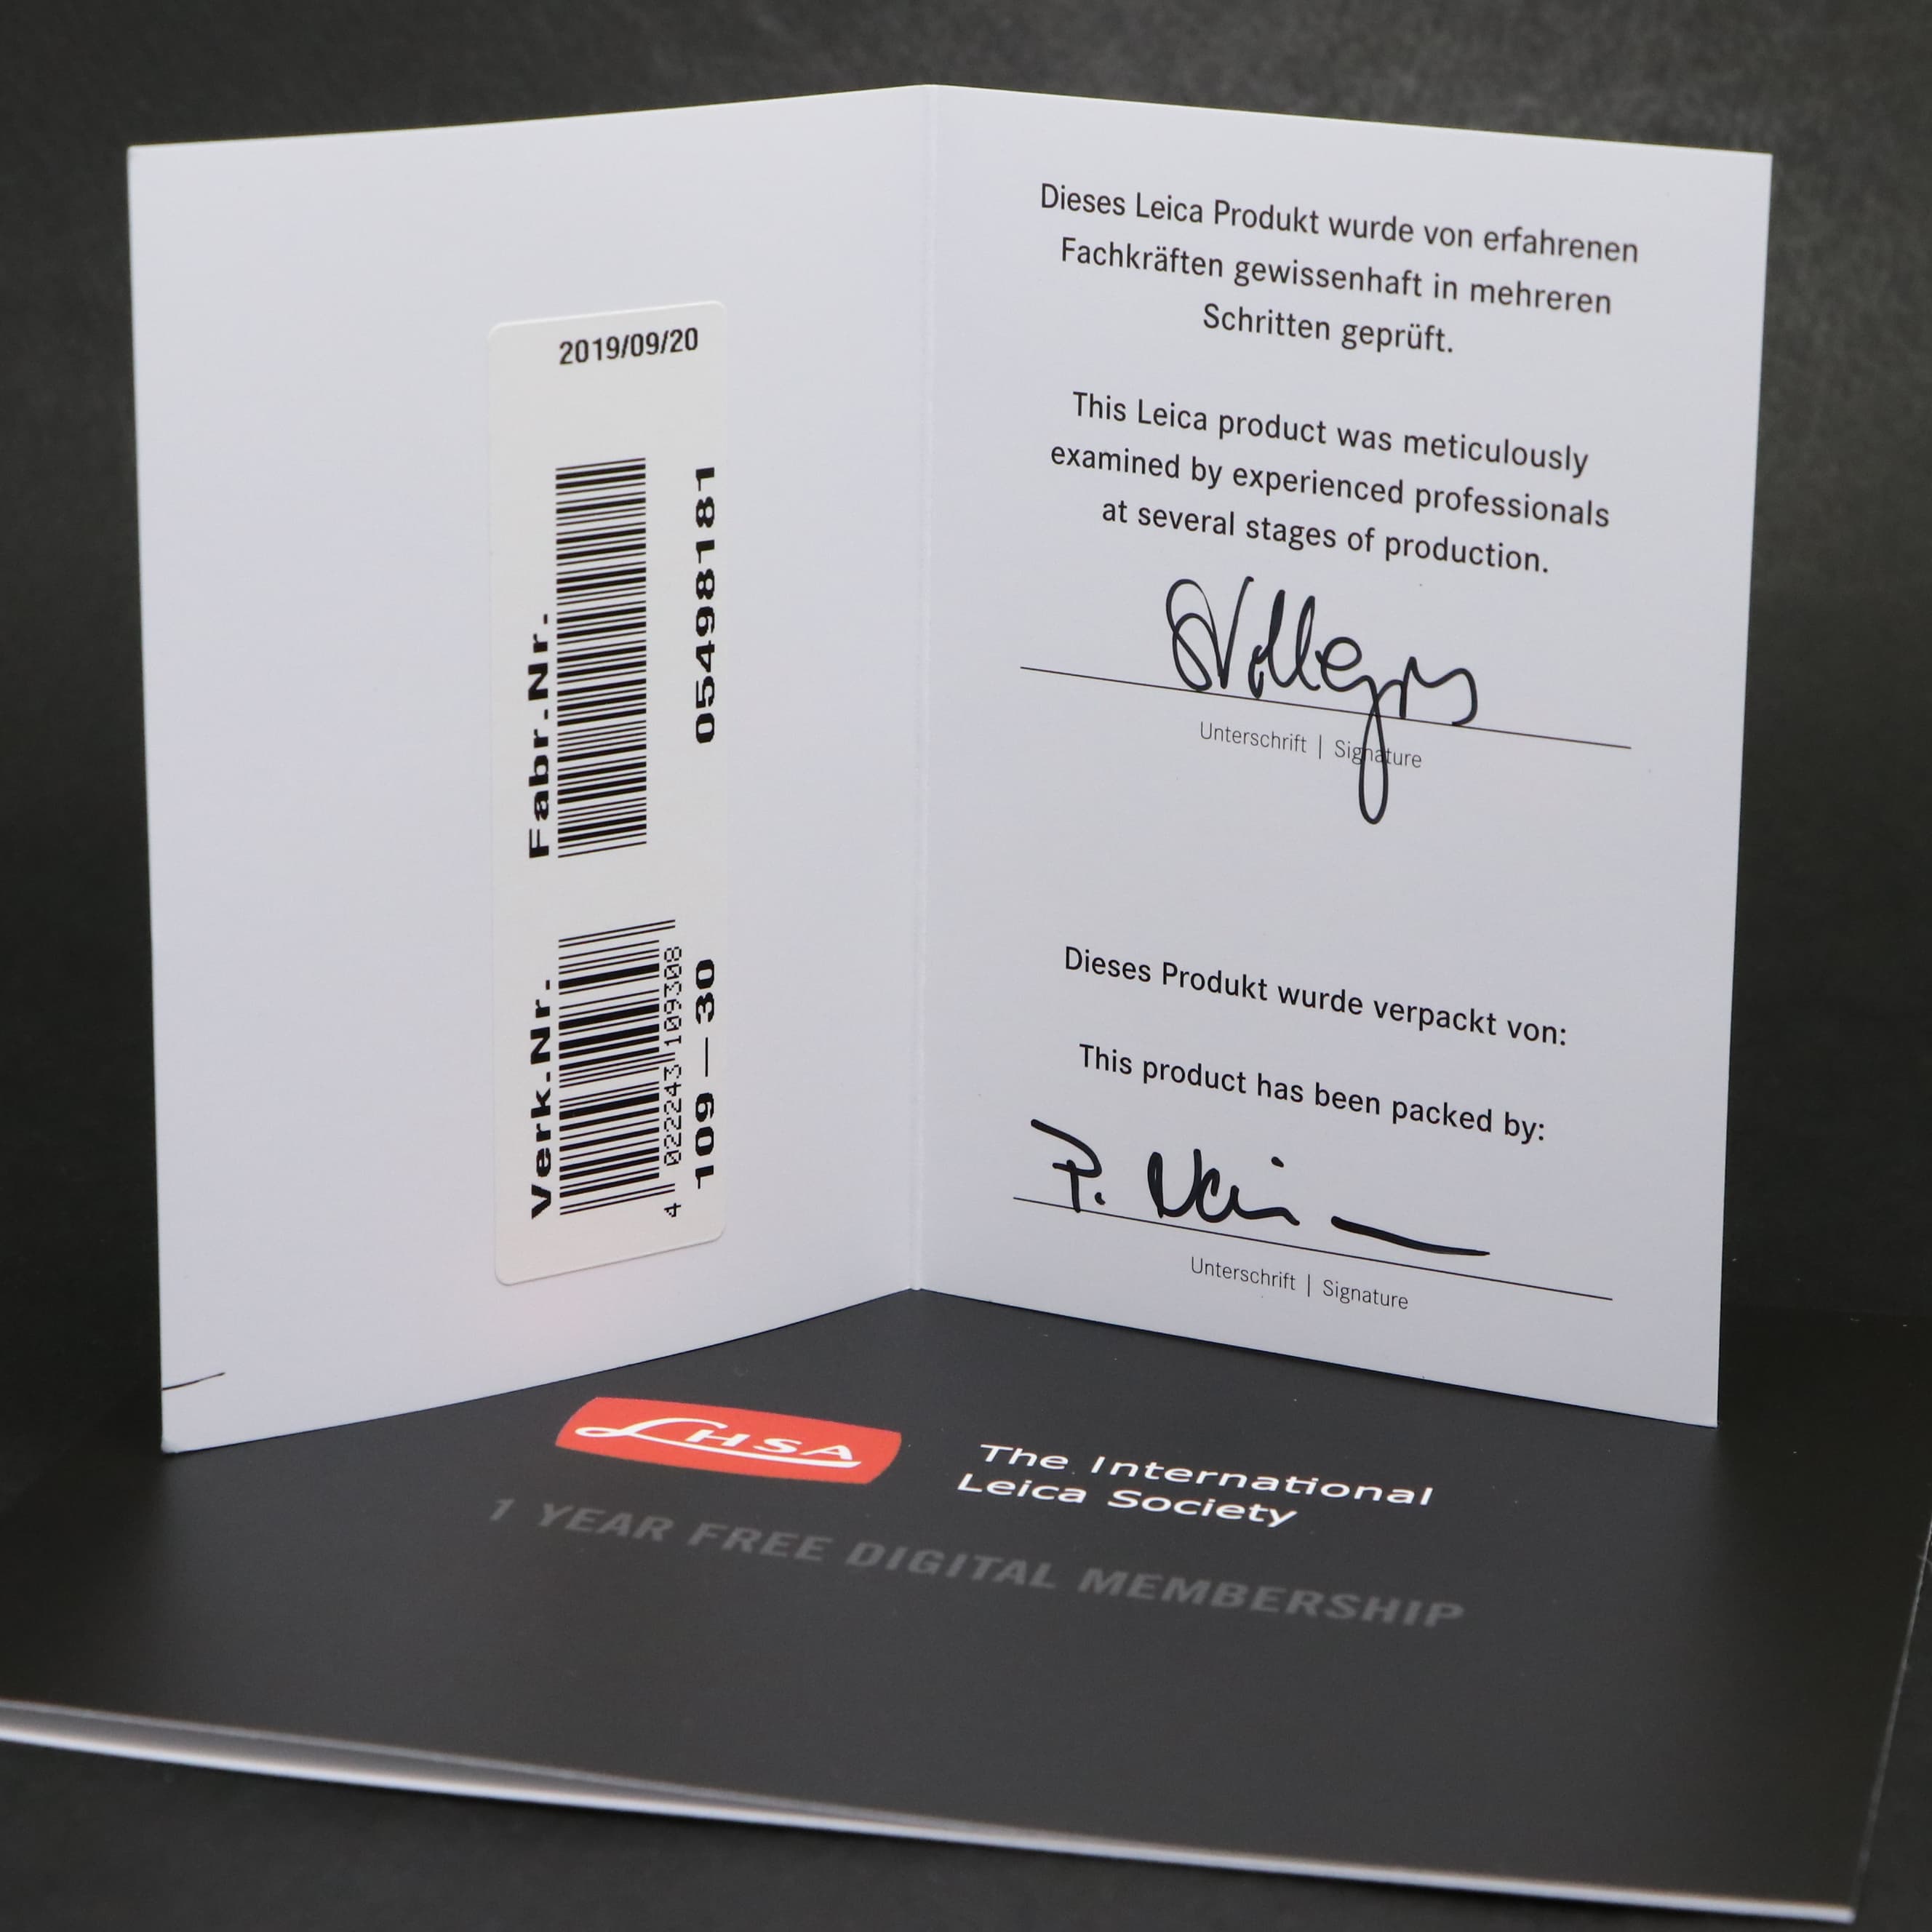 2019/09/20
Fabr.Nr.
05498181
Verk.Nr.
4 022243 109308
109 — 30
Dieses Leica Produkt wurde von erfahrenen
Fachkräften gewissenhaft in mehreren
Schritten geprüft.
This Leica product was meticulously
examined by experienced professionals
at several stages of production.
Unterschrift | Signature
Dieses Produkt wurde verpackt von:
This product has been packed by:
P.
Unterschrift | Signature
LHSA
The International
Leica Society
1 YEAR FREE DIGITAL MEMBERSHIP